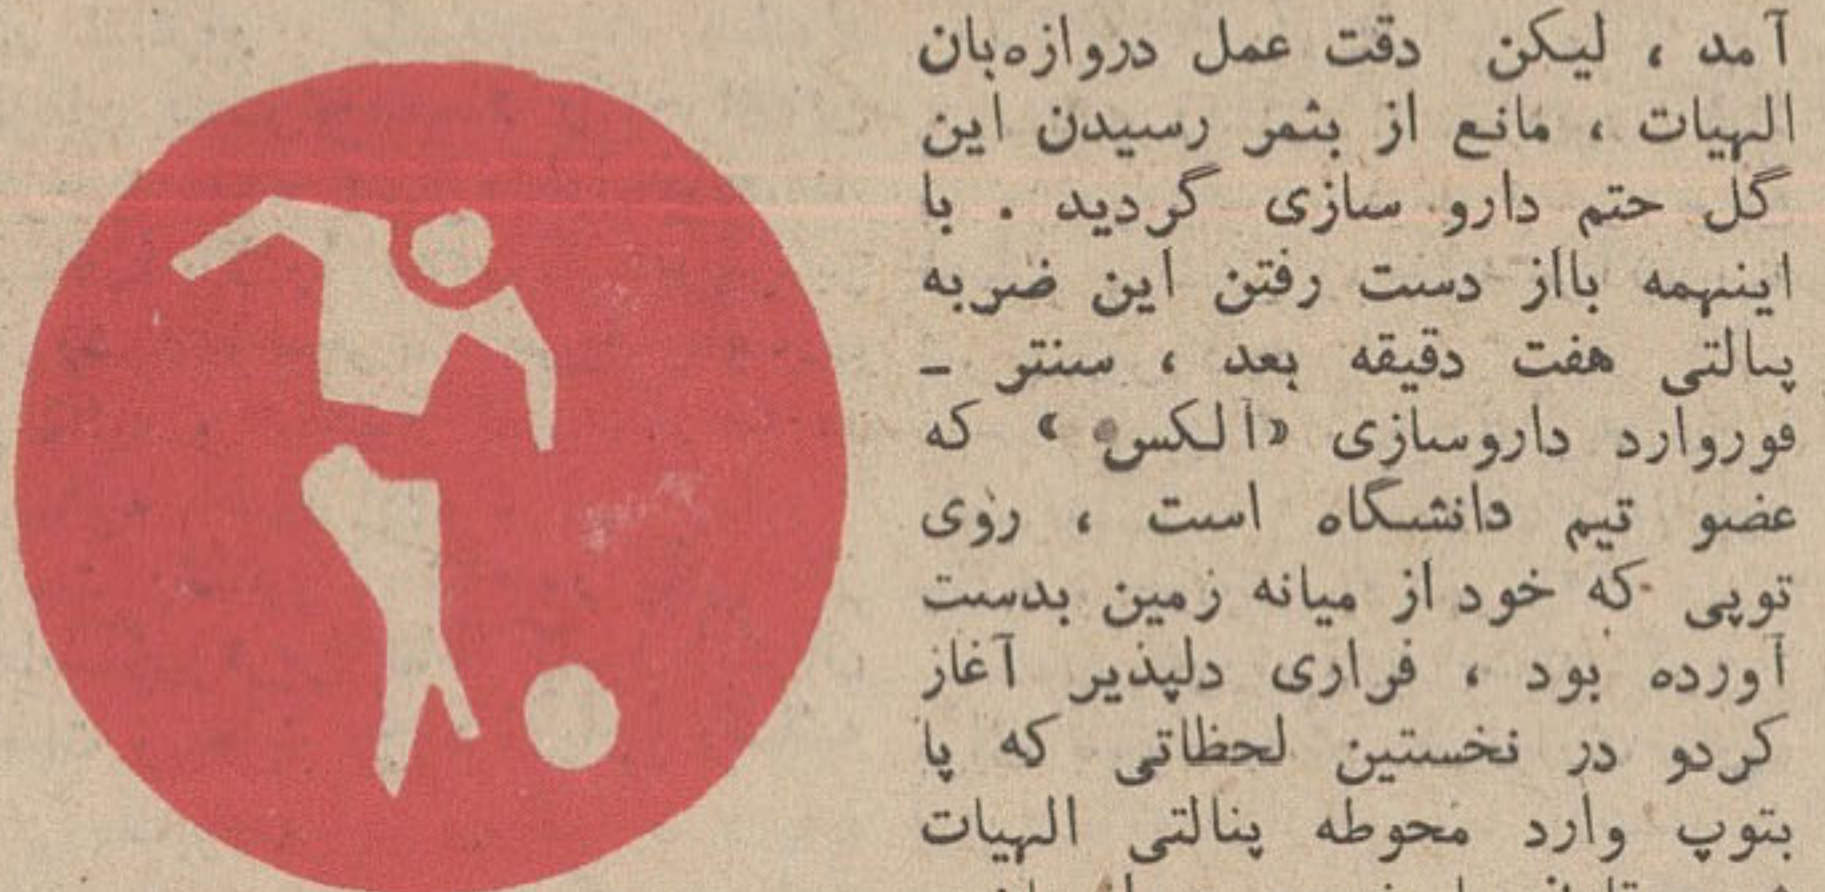 آمد ، لیکن دقت عمل دروازه‌بان
الهیات ، مانع از بثمر رسیدن این
گل حتم دارو سازی گردید . با
اینهمه بااز دست رفتن این ضربه
پنالتی هفت دقیقه بعد ، سنتر ـ
فوروارد داروسازی «آلکس» که
عضو تیم دانشگاه است ، روی
توپی که خود از میانه زمین بدست
آورده بود ، فراری دلپذیر آغاز
کردو در نخستین لحظاتی که پا
بتوپ وارد محوطه پنالتی الهیات